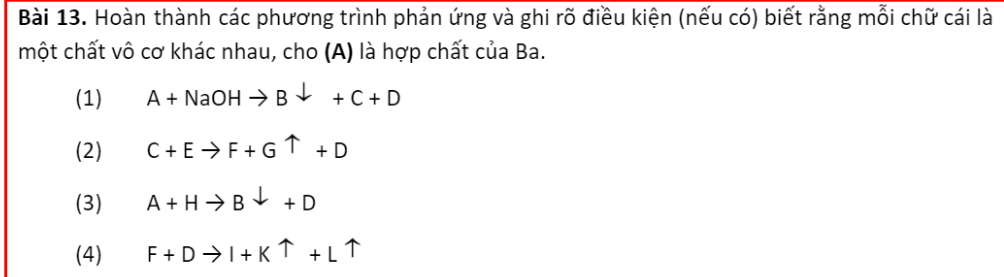 Bài 13. Hoàn thành các phương trình phản ứng và ghi rõ điều kiện (nếu có) biết rằng mỗi chữ cái là
một chất vô cơ khác nhau, cho (A) là hợp chất của Ba.
(1) A + NaOH → B ↓ + C + D
(2) C + E → F + G ↑ + D
(3) A + H → B ↓ + D
(4) F + D → I + K ↑ + L ↑